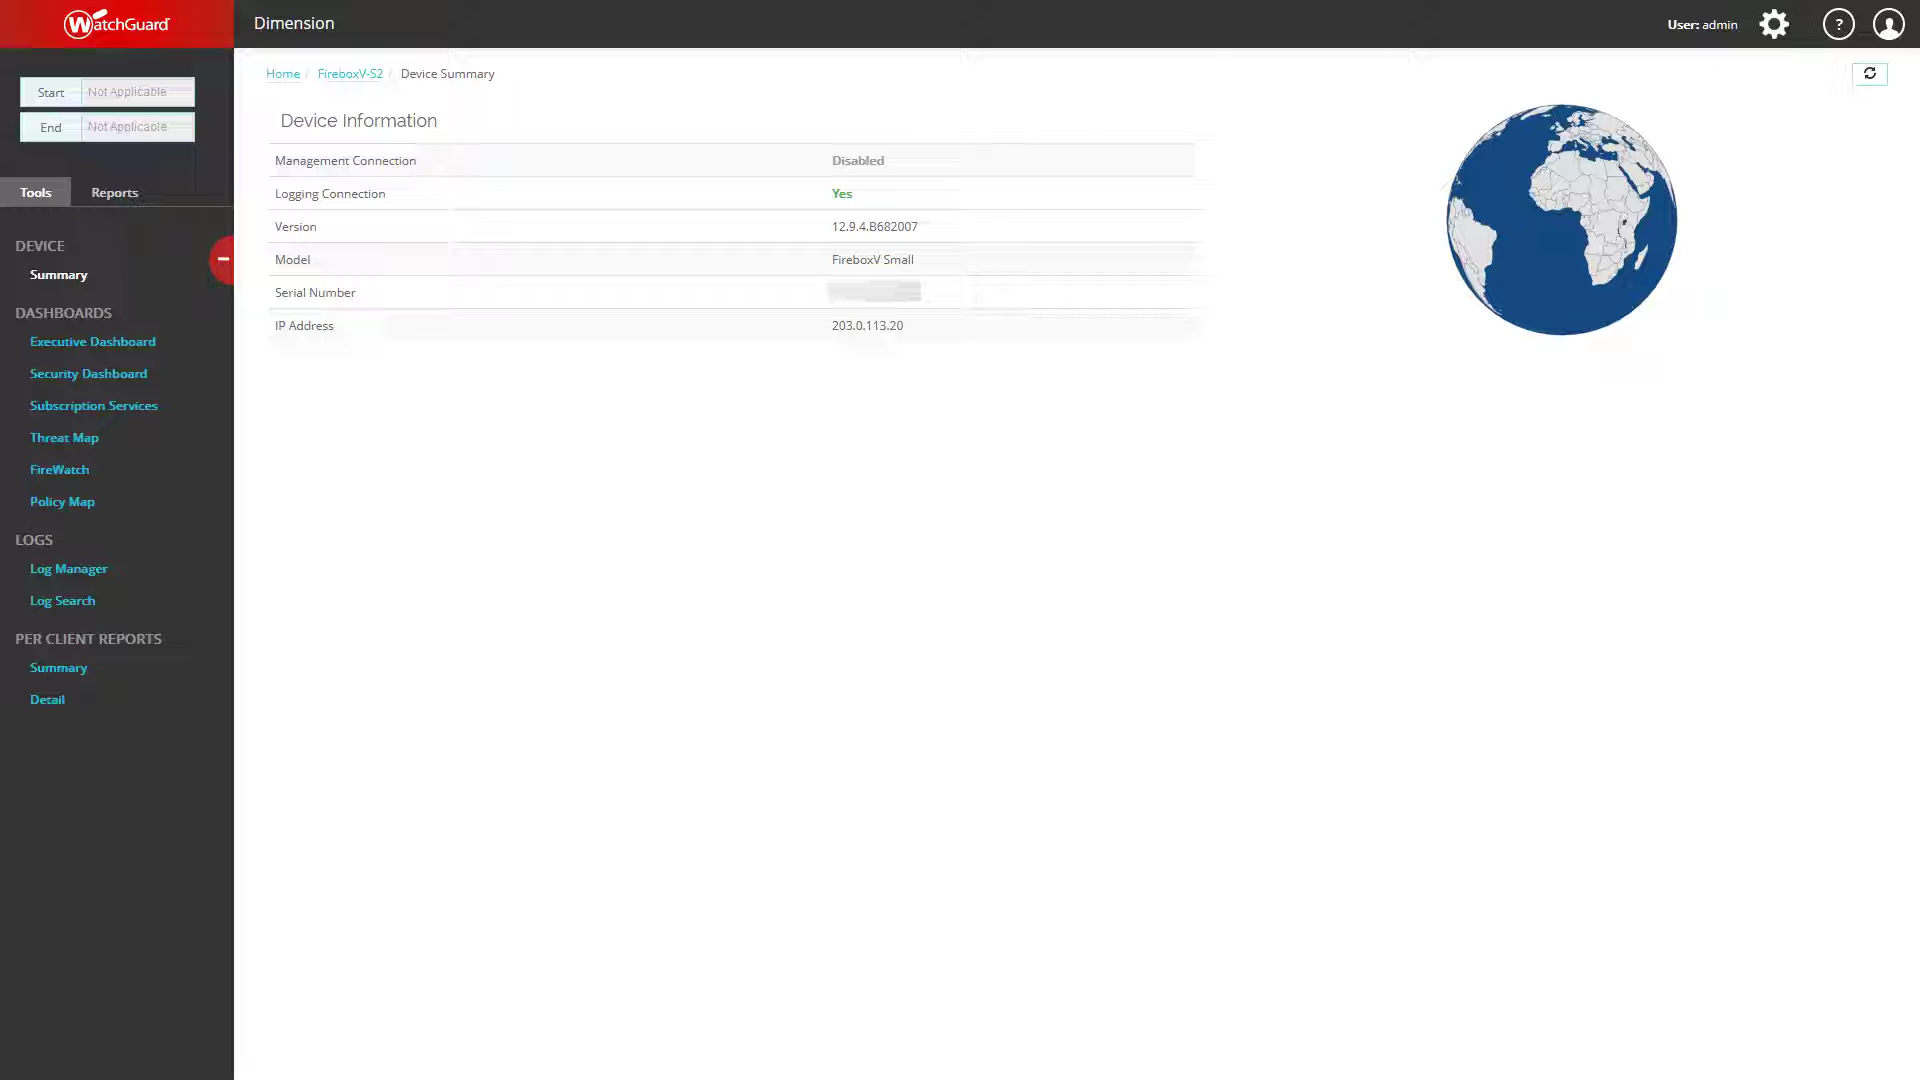 WatchGuard
Dimension
User: admin
?
Start Not Applicable
End Not Applicable
Tools Reports
DEVICE
Summary
DASHBOARDS
Executive Dashboard
Security Dashboard
Subscription Services
Threat Map
FireWatch
Policy Map
LOGS
Log Manager
Log Search
PER CLIENT REPORTS
Summary
Detail
Home / FireboxV-S2 / Device Summary
Device Information
Management Connection Disabled
Logging Connection Yes
Version 12.9.4.B682007
Model FireboxV Small
Serial Number
IP Address 203.0.113.20